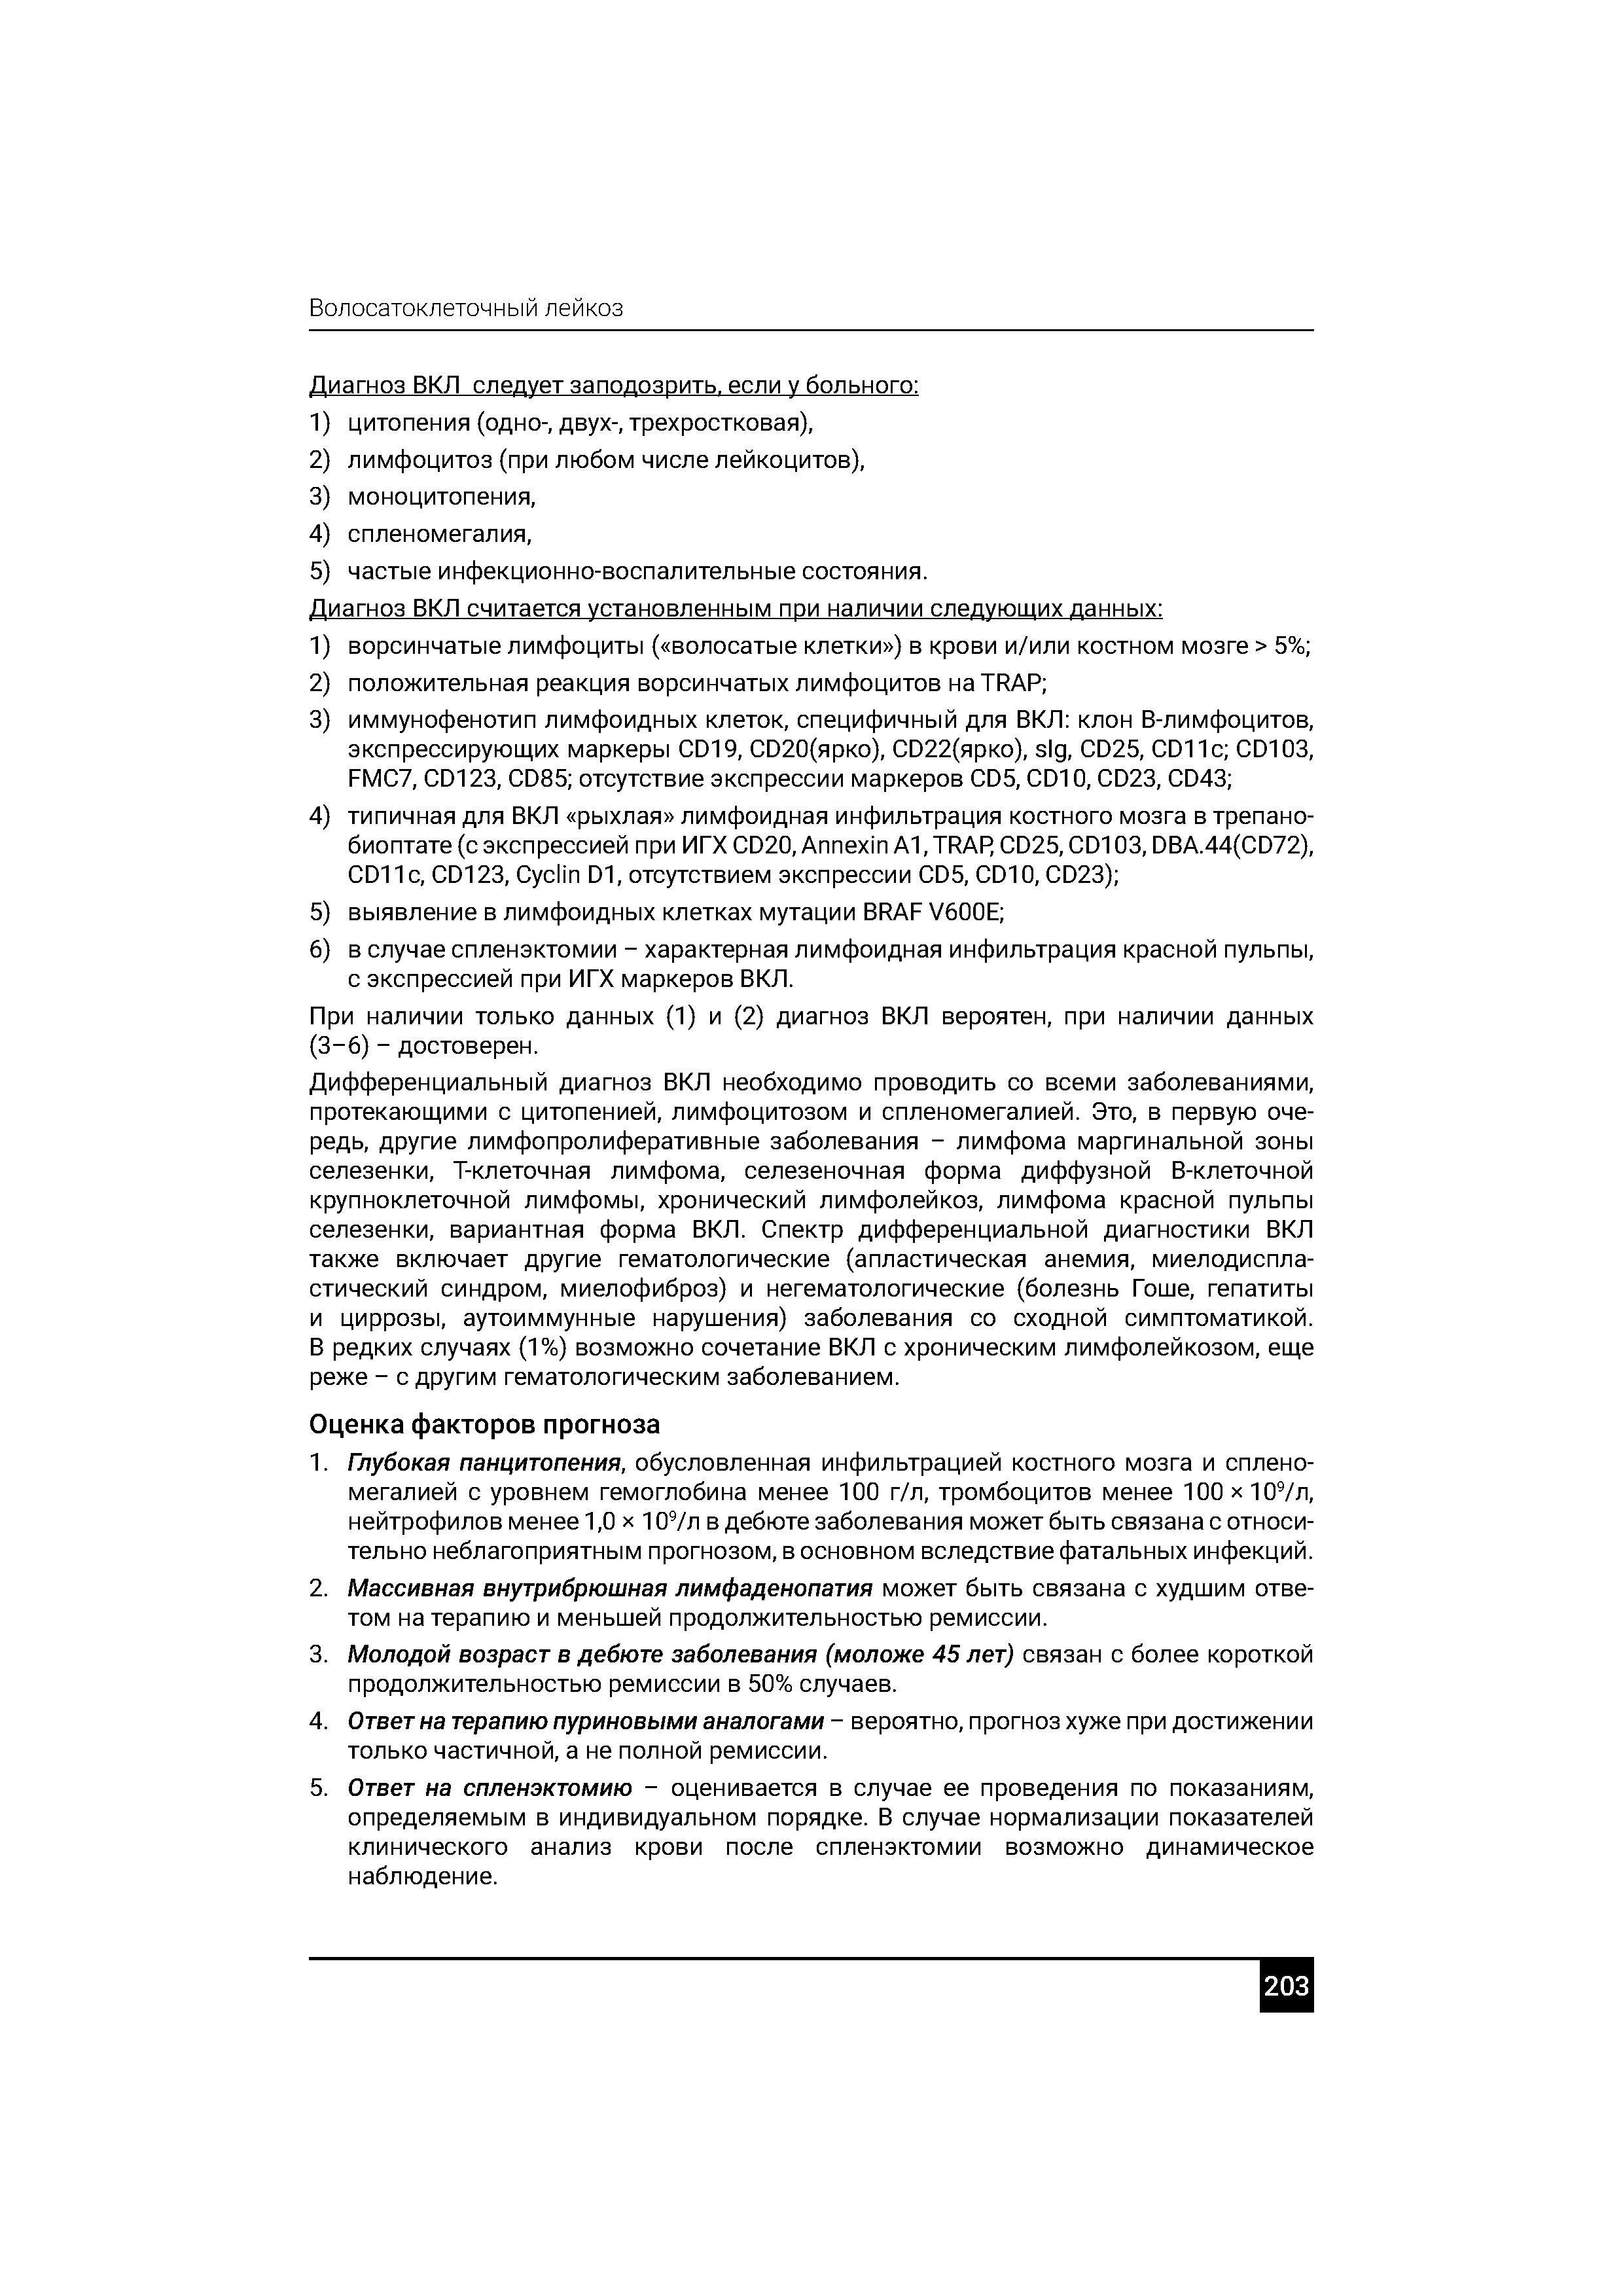 Волосатоклеточный лейкоз
Диагноз ВКЛ  следует заподозрить, если у больного:
1) цитопения (одно-, двух-, трехростковая),
2) лимфоцитоз (при любом числе лейкоцитов),
3) моноцитопения,
4) спленомегалия,
5) частые инфекционно-воспалительные состояния.
Диагноз ВКЛ считается установленным при наличии следующих данных:
1) ворсинчатые лимфоциты («волосатые клетки») в крови и/или костном мозге > 5%;
2) положительная реакция ворсинчатых лимфоцитов на TRAP;
3) иммунофенотип лимфоидных клеток, специфичный для ВКЛ: клон В-лимфоцитов,
экспрессирующих маркеры CD19, CD20(ярко), CD22(ярко), sIg, CD25, CD11c; CD103,
FMC7, CD123, CD85; отсутствие экспрессии маркеров CD5, CD10, CD23, CD43;
4) типичная для ВКЛ «рыхлая» лимфоидная инфильтрация костного мозга в трепано-
биоптате (с экспрессией при ИГХ CD20, Annexin A1, TRAP, CD25, CD103, DBA.44(CD72),
CD11c, CD123, Cyclin D1, отсутствием экспрессии CD5, CD10, CD23);
5) выявление в лимфоидных клетках мутации BRAF V600E;
6) в случае спленэктомии – характерная лимфоидная инфильтрация красной пульпы,
с экспрессией при ИГХ маркеров ВКЛ.
При наличии только данных (1) и (2) диагноз ВКЛ вероятен, при наличии данных
(3–6) – достоверен.
Дифференциальный диагноз ВКЛ необходимо проводить со всеми заболеваниями,
протекающими с цитопенией, лимфоцитозом и спленомегалией. Это, в первую оче-
редь, другие лимфопролиферативные заболевания – лимфома маргинальной зоны
селезенки, Т-клеточная лимфома, селезеночная форма диффузной В-клеточной
крупноклеточной лимфомы, хронический лимфолейкоз, лимфома красной пульпы
селезенки, вариантная форма ВКЛ. Спектр дифференциальной диагностики ВКЛ
также включает другие гематологические (апластическая анемия, миелодиспла-
стический синдром, миелофиброз) и негематологические (болезнь Гоше, гепатиты
и циррозы, аутоиммунные нарушения) заболевания со сходной симптоматикой.
В редких случаях (1%) возможно сочетание ВКЛ с хроническим лимфолейкозом, еще
реже – с другим гематологическим заболеванием.
Оценка факторов прогноза
1. Глубокая панцитопения, обусловленная инфильтрацией костного мозга и сплено-
мегалией с уровнем гемоглобина менее 100 г/л, тромбоцитов менее 100 × 10⁹/л,
нейтрофилов менее 1,0 × 10⁹/л в дебюте заболевания может быть связана с относи-
тельно неблагоприятным прогнозом, в основном вследствие фатальных инфекций.
2. Массивная внутрибрюшная лимфаденопатия может быть связана с худшим отве-
том на терапию и меньшей продолжительностью ремиссии.
3. Молодой возраст в дебюте заболевания (моложе 45 лет) связан с более короткой
продолжительностью ремиссии в 50% случаев.
4. Ответ на терапию пуриновыми аналогами – вероятно, прогноз хуже при достижении
только частичной, а не полной ремиссии.
5. Ответ на спленэктомию – оценивается в случае ее проведения по показаниям,
определяемым в индивидуальном порядке. В случае нормализации показателей
клинического анализ крови после спленэктомии возможно динамическое
наблюдение.
203